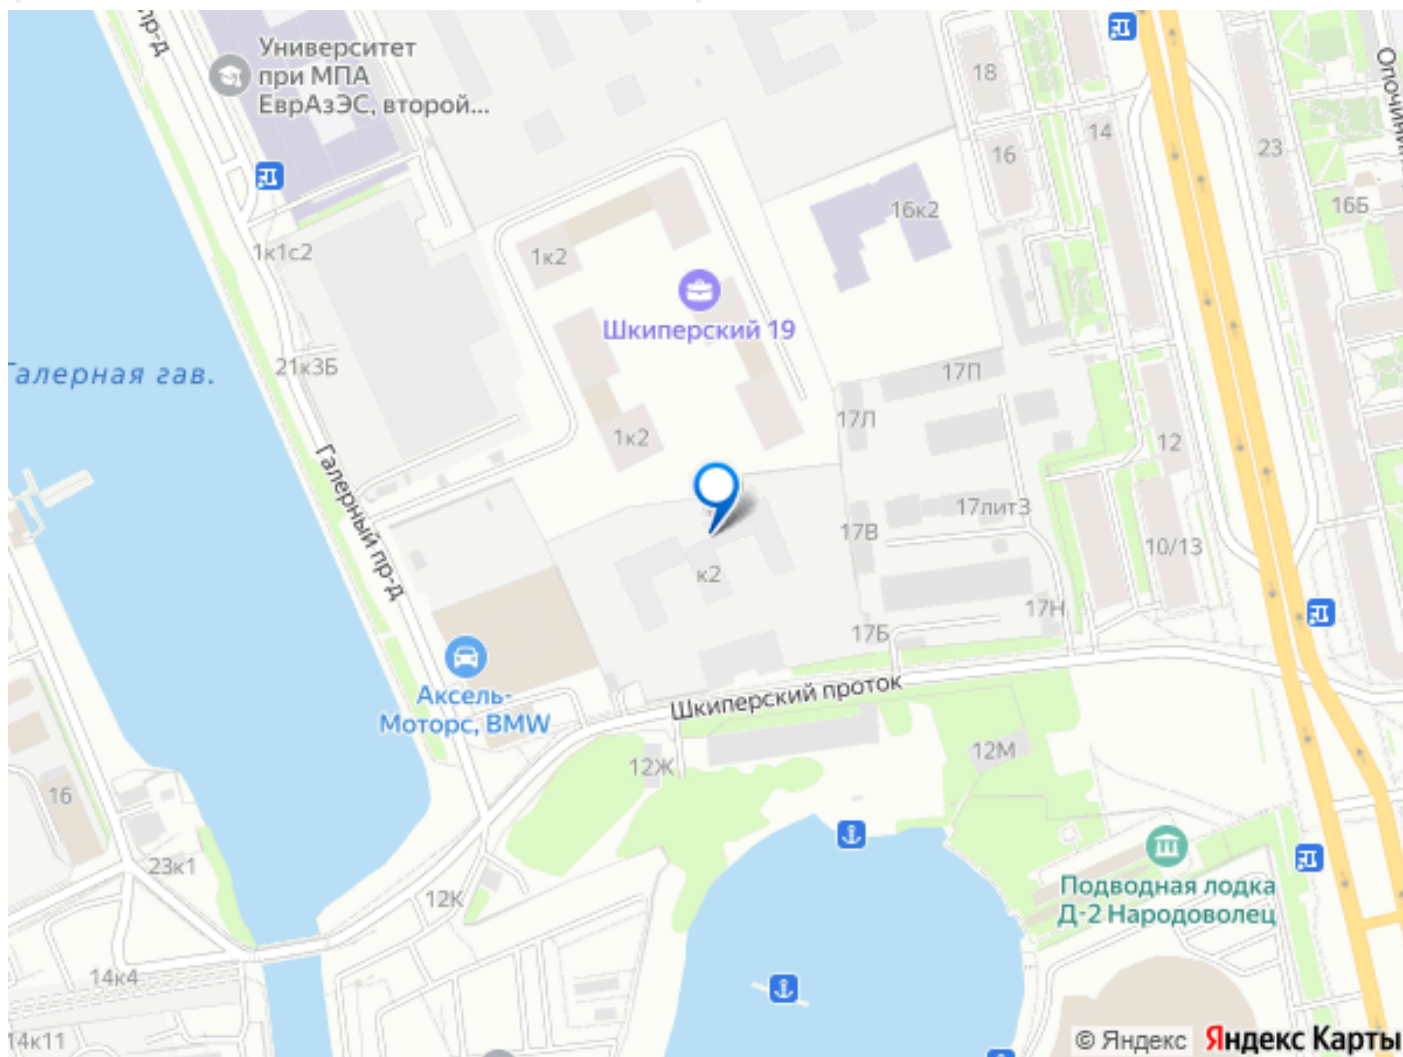 пр-д
Университет
при МПА
ЕврАзЭС, второй...
18
14
16
23
Опочинин
16Б
16к2
1к1с2
1к2
Шкиперский 19
21к3Б
Галерная гав.
17П
17Л
1к2
12
Галерный пр-д
17литЗ
17В
10/13
к2
17Н
17Б
Аксель-
Моторс, BMW
Шкиперский проток
12Ж
12М
16
23к1
12К
Подводная лодка
Д-2 Народоволец
14к4
14к11
© Яндекс Яндекс Карты